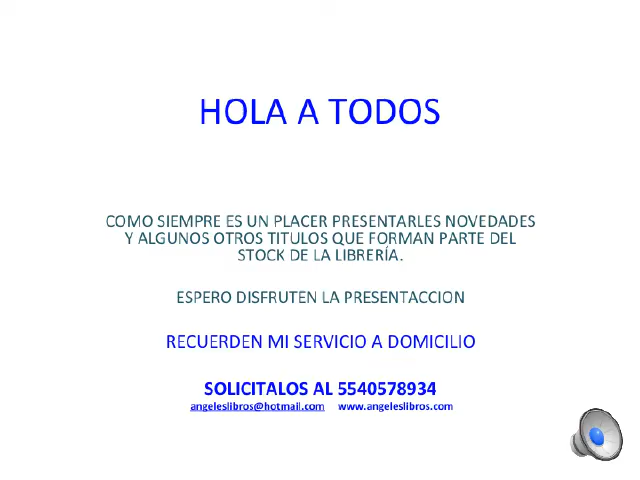 HOLA A TODOS
COMO SIEMPRE ES UN PLACER PRESENTARLES NOVEDADES
Y ALGUNOS OTROS TITULOS QUE FORMAN PARTE DEL
STOCK DE LA LIBRERÍA.
ESPERO DISFRUTEN LA PRESENTACCION
RECUERDEN MI SERVICIO A DOMICILIO
SOLICITALOS AL 5540578934
angeleslibros@hotmail.com www.angeleslibros.com